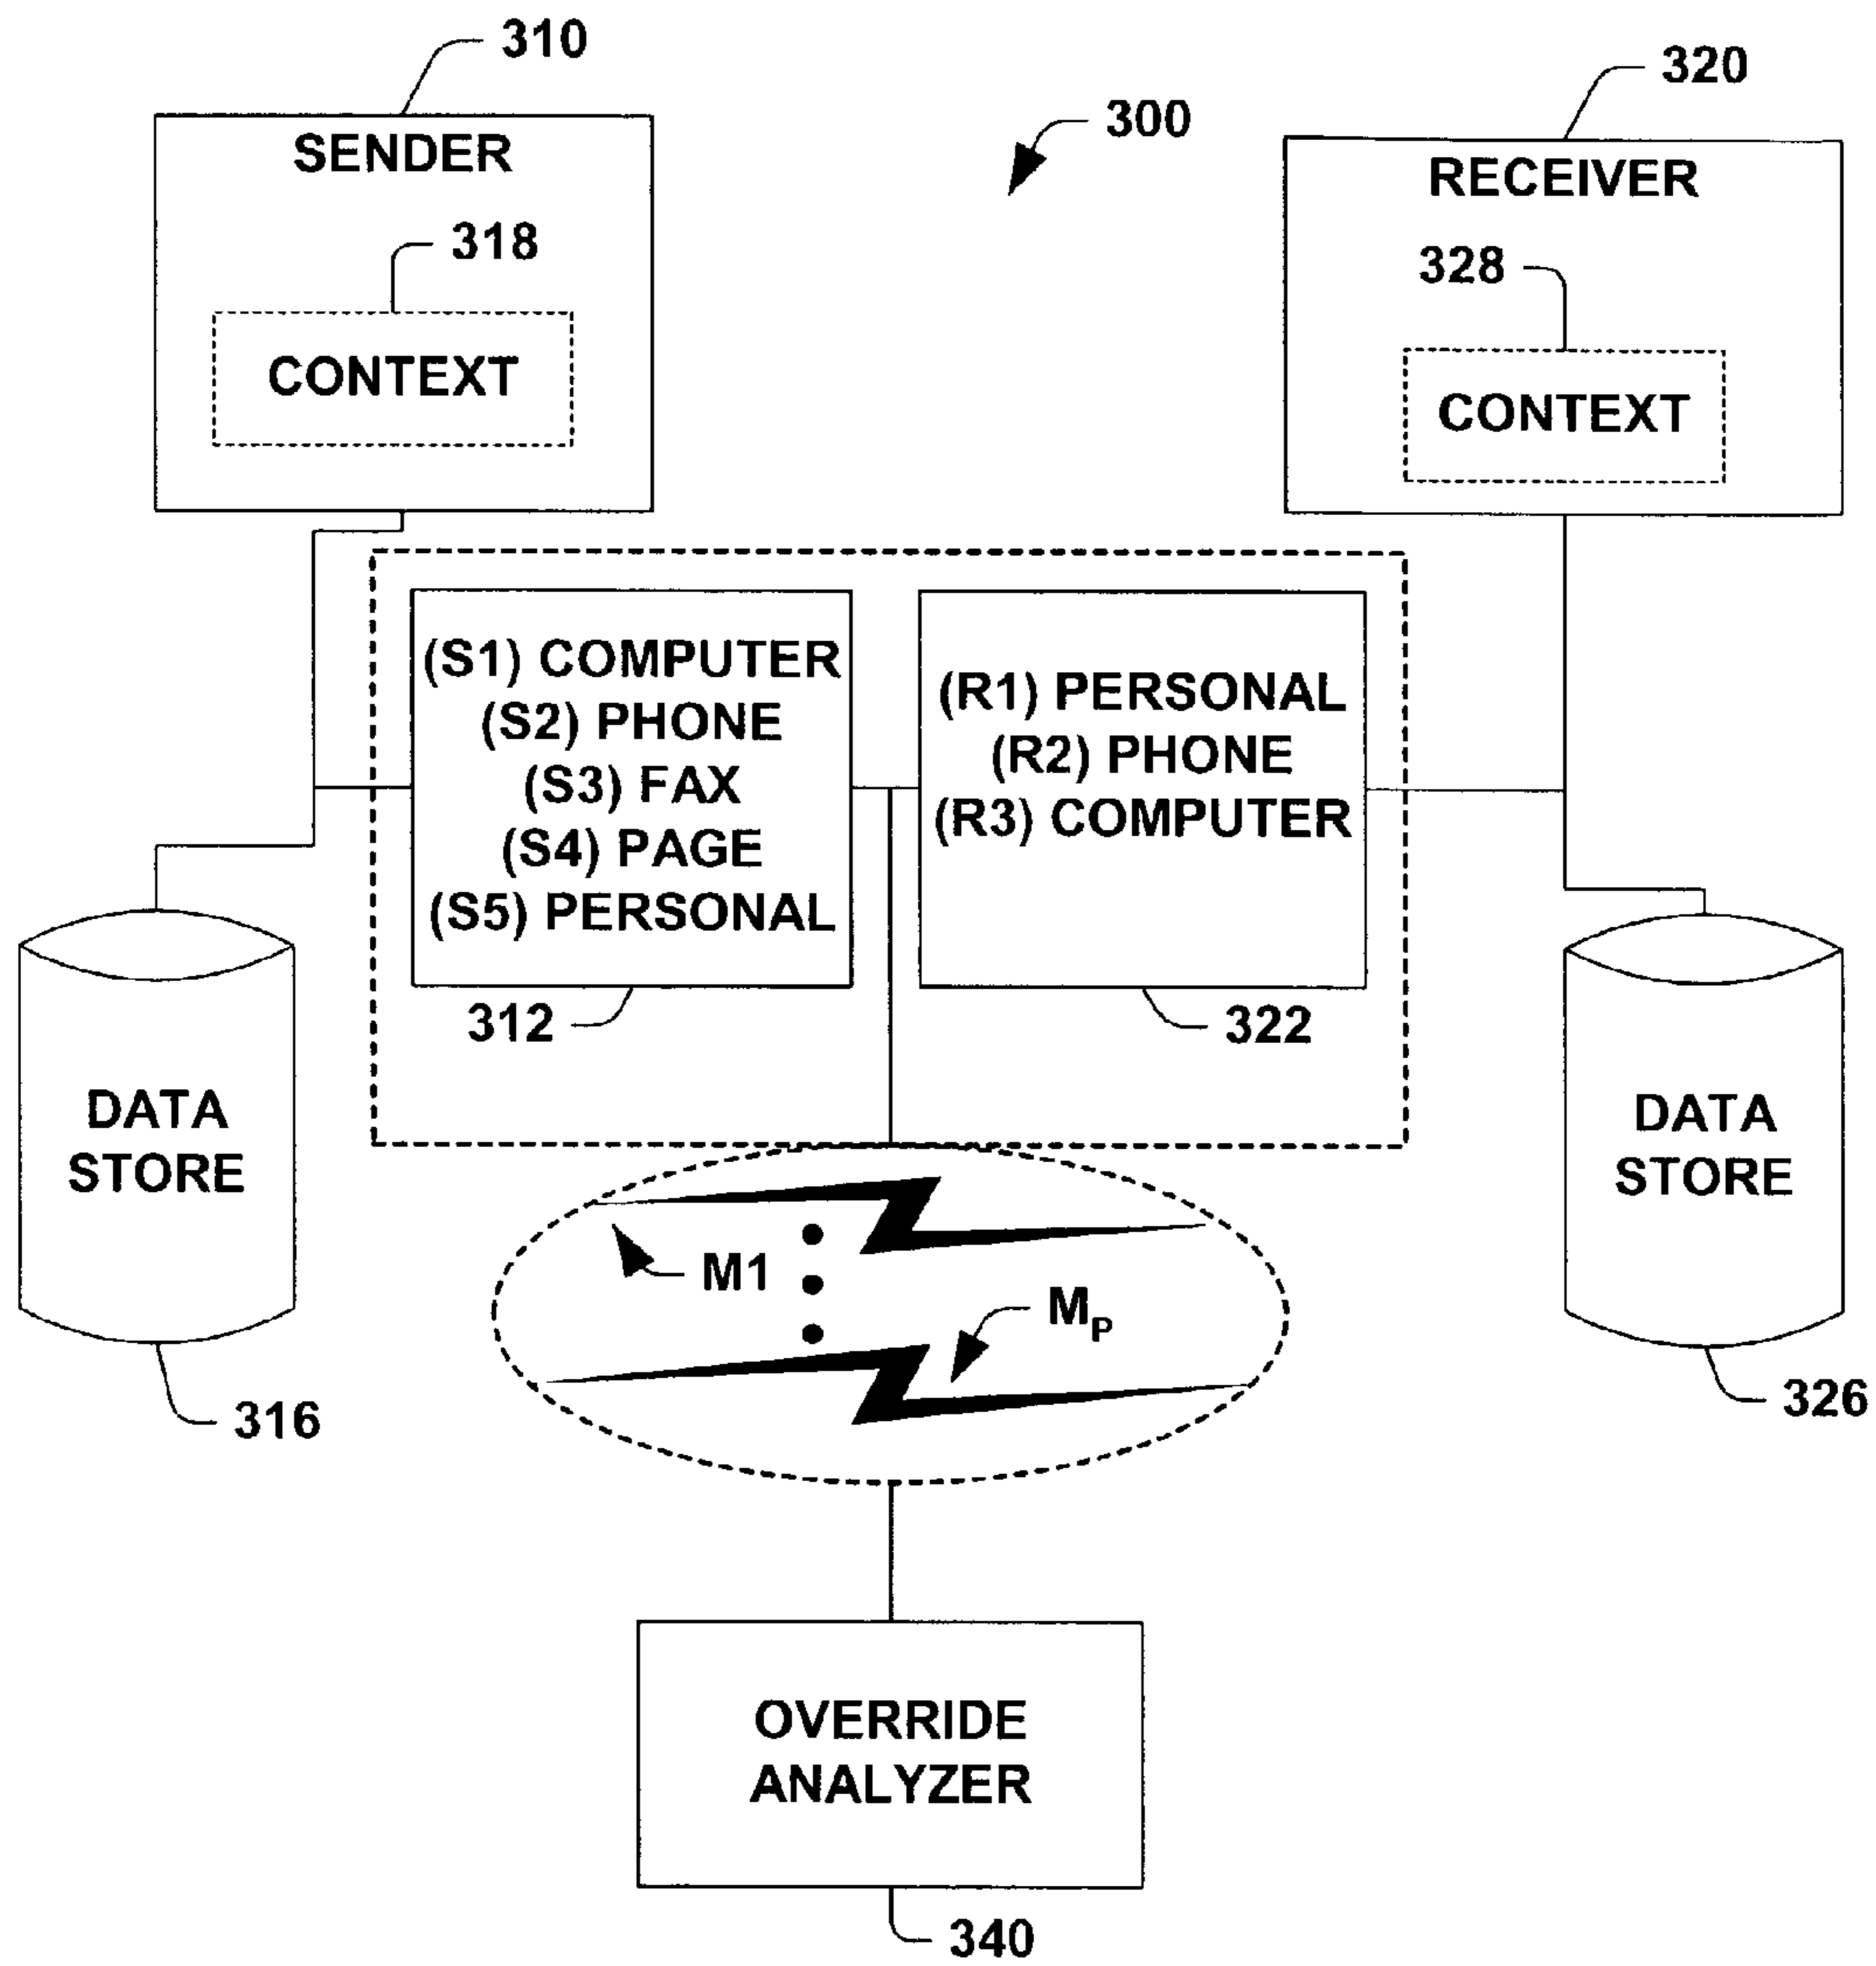 310
320
300
SENDER
RECEIVER
318
328
CONTEXT
CONTEXT
(S1) COMPUTER
(S2) PHONE
(S3) FAX
(S4) PAGE
(S5) PERSONAL
(R1) PERSONAL
(R2) PHONE
(R3) COMPUTER
312
322
DATA
STORE
DATA
STORE
M1
MP
316
326
OVERRIDE
ANALYZER
340